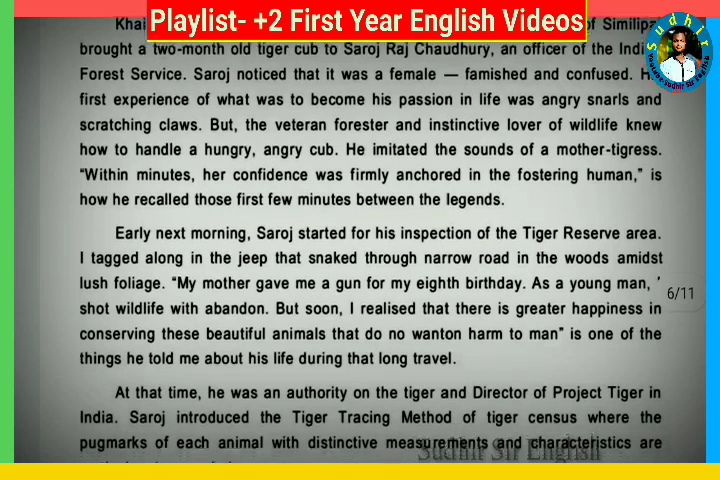 Playlist- +2 First Year English Videos
Sudhir
Youtube Sudhir Sir English
of Similipa
brought a two-month old tiger cub to Saroj Raj Chaudhury, an officer of the Indi
Forest Service. Saroj noticed that it was a female — famished and confused. H
first experience of what was to become his passion in life was angry snarls and
scratching claws. But, the veteran forester and instinctive lover of wildlife knew
how to handle a hungry, angry cub. He imitated the sounds of a mother-tigress.
“Within minutes, her confidence was firmly anchored in the fostering human,” is
how he recalled those first few minutes between the legends.
Early next morning, Saroj started for his inspection of the Tiger Reserve area.
I tagged along in the jeep that snaked through narrow road in the woods amidst
lush foliage. “My mother gave me a gun for my eighth birthday. As a young man,
6/11
shot wildlife with abandon. But soon, I realised that there is greater happiness in
conserving these beautiful animals that do no wanton harm to man” is one of the
things he told me about his life during that long travel.
At that time, he was an authority on the tiger and Director of Project Tiger in
India. Saroj introduced the Tiger Tracing Method of tiger census where the
pugmarks of each animal with distinctive measurements and characteristics are
Sudhir Sir English